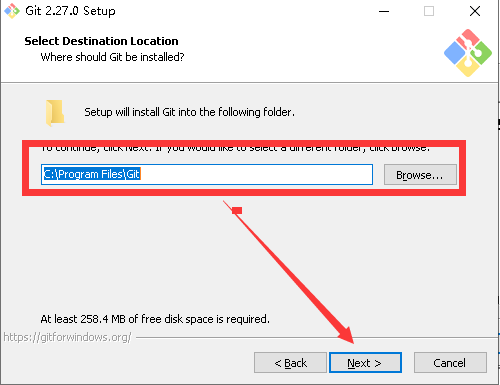 Git 2.27.0 Setup
Select Destination Location
Where should Git be installed?
Setup will install Git into the following folder.
To continue, click Next. If you would like to select a different folder, click Browse.
C:\Program Files\Git
Browse...
At least 258.4 MB of free disk space is required.
https://gitforwindows.org/
< Back
Next >
Cancel